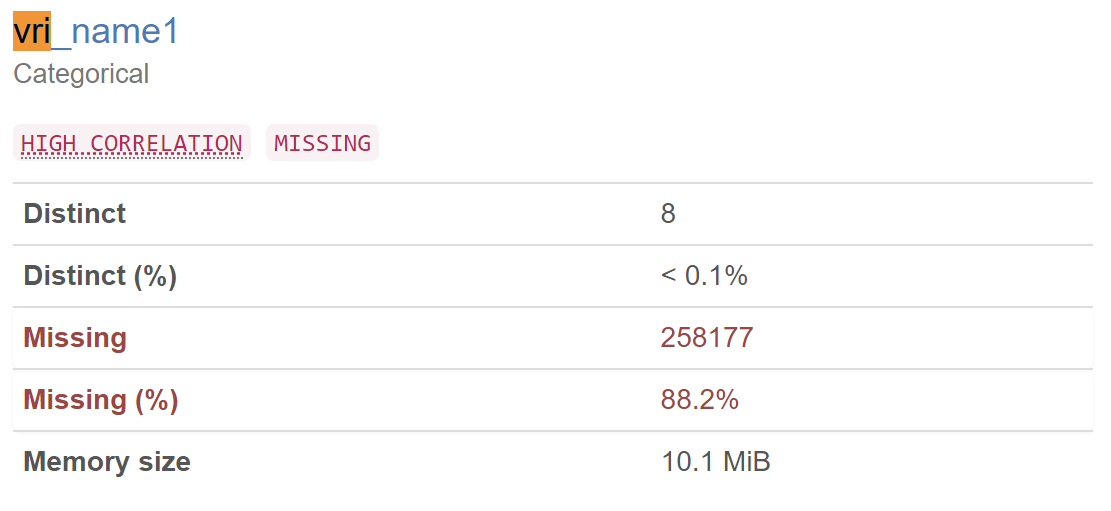 vri_name1
Categorical
HIGH CORRELATION MISSING
Distinct 8
Distinct (%) < 0.1%
Missing 258177
Missing (%) 88.2%
Memory size 10.1 MiB